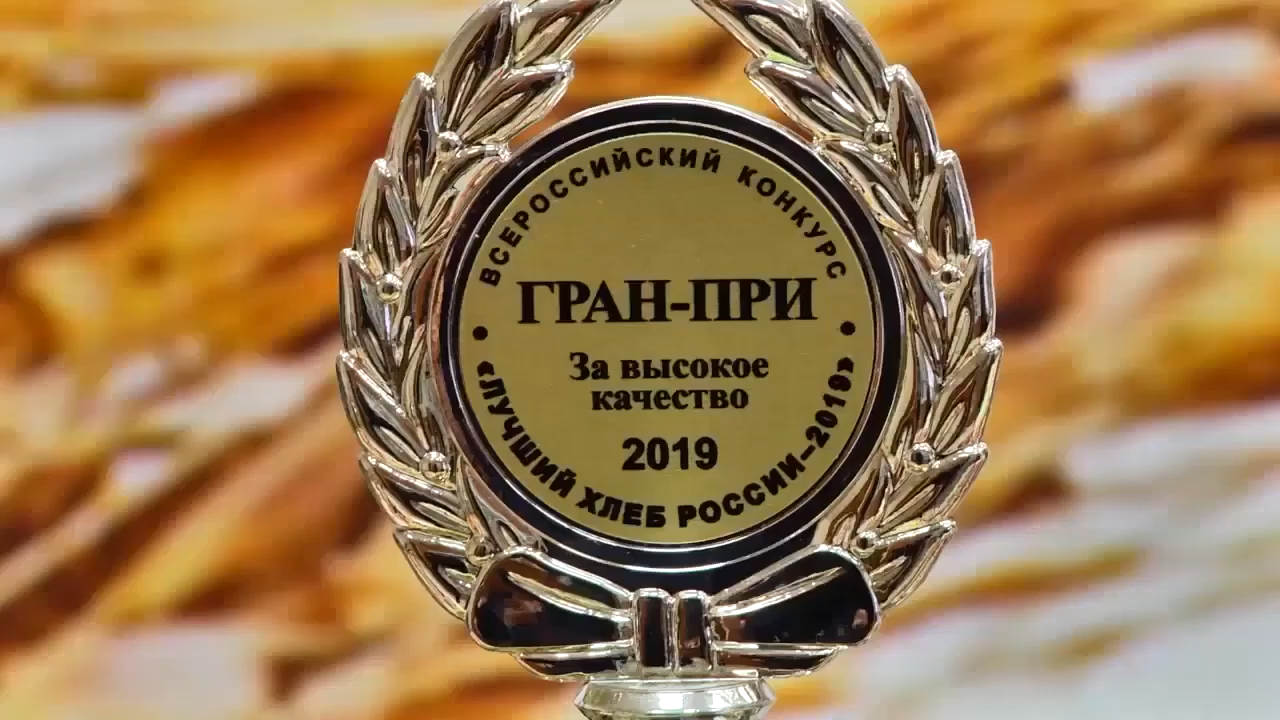 ВСЕРОССИЙСКИЙ КОНКУРС
ГРАН-ПРИ
За высокое
качество
2019
«ЛУЧШИЙ ХЛЕБ РОССИИ–2019»